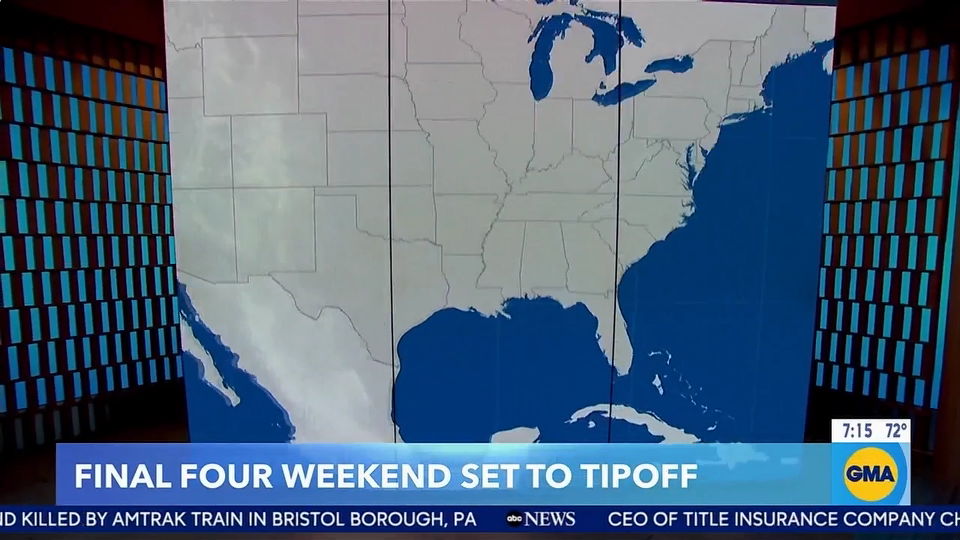 7:15 72°
FINAL FOUR WEEKEND SET TO TIPOFF
GMA
ND KILLED BY AMTRAK TRAIN IN BRISTOL BOROUGH, PA abc NEWS CEO OF TITLE INSURANCE COMPANY CH